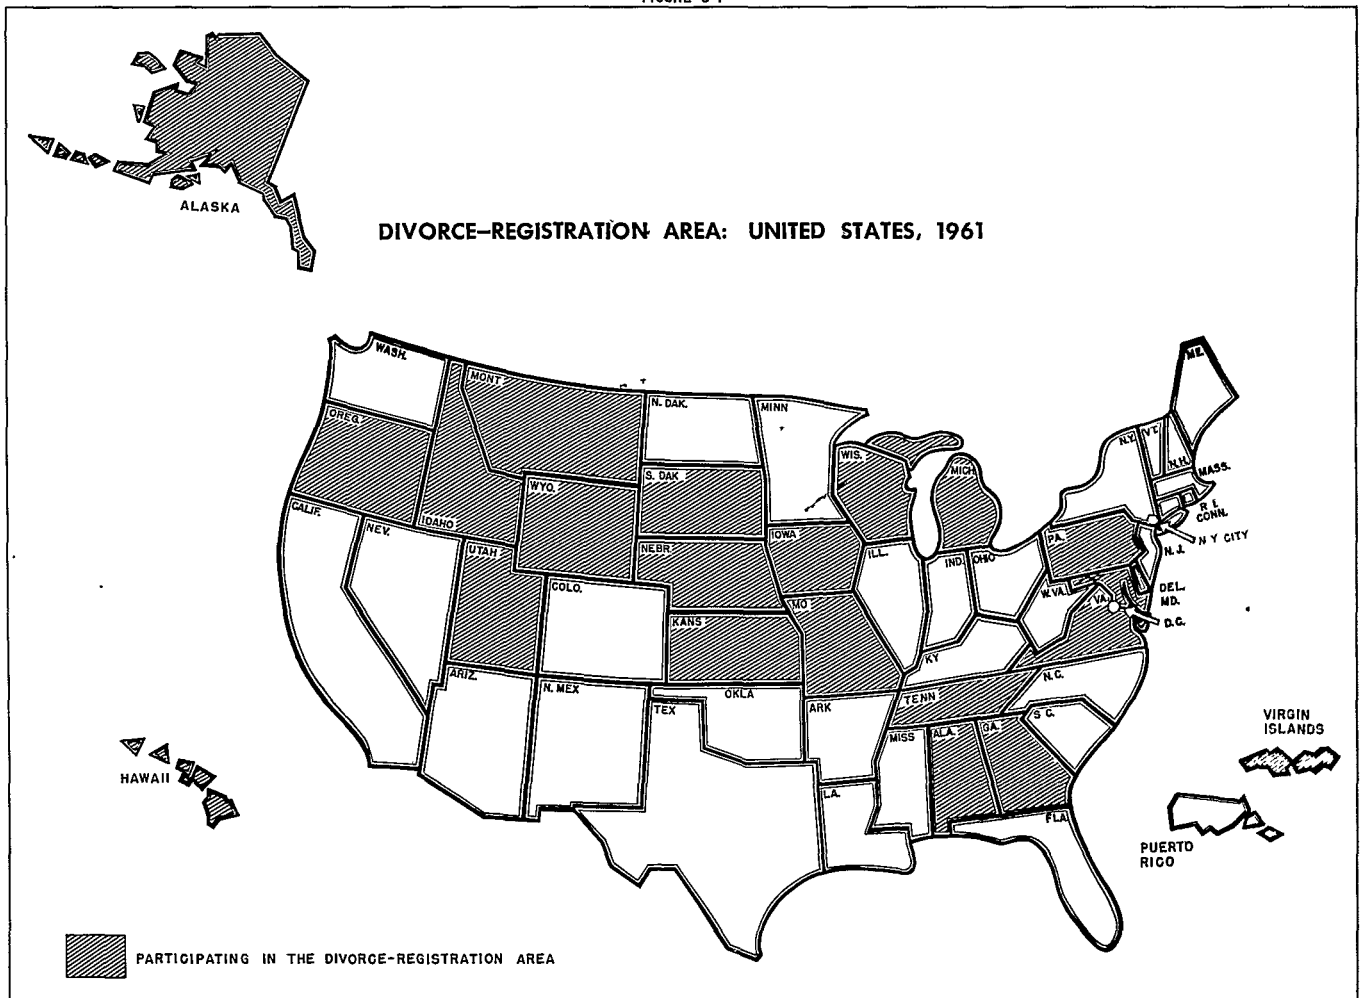 ALASKA
DIVORCE–REGISTRATION AREA: UNITED STATES, 1961
WASH.
MONT
N. DAK.
MINN
ME.
OREG.
N.Y.
VT.
N.H.
MASS.
WIS.
MICH
S. DAK
WYO.
IDAHO
R I.
CONN.
CALIF.
NEV.
IOWA
PA.
N Y CITY
N.J.
UTAH
NEBR.
ILL.
IND.
OHIO
COLO.
W.VA.
VA.
DEL.
MD.
D.C.
MO
KANS
KY
ARIZ.
N. MEX
OKLA
TENN
N.C.
TEX
ARK
S C.
MISS
ALA.
GA.
VIRGIN
ISLANDS
HAWAII
LA.
FLA.
PUERTO
RICO
PARTICIPATING IN THE DIVORCE-REGISTRATION AREA